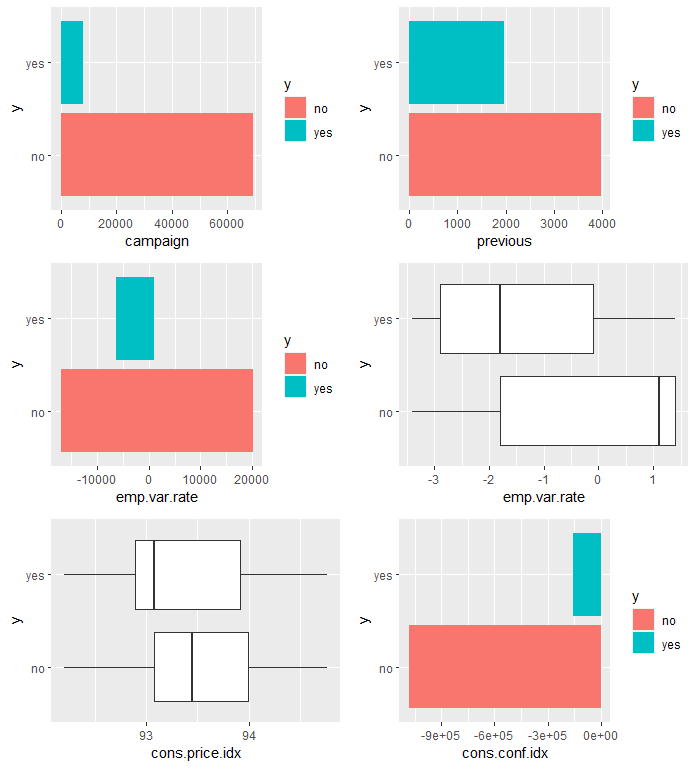 yes
no
y
0 20000 40000 60000
campaign
y
no
yes
yes
no
y
0 1000 2000 3000 4000
previous
y
no
yes
yes
no
y
-10000 0 10000 20000
emp.var.rate
y
no
yes
yes
no
y
-3 -2 -1 0 1
emp.var.rate
yes
no
y
93 94
cons.price.idx
yes
no
y
-9e+05 -6e+05 -3e+05 0e+00
cons.conf.idx
y
no
yes